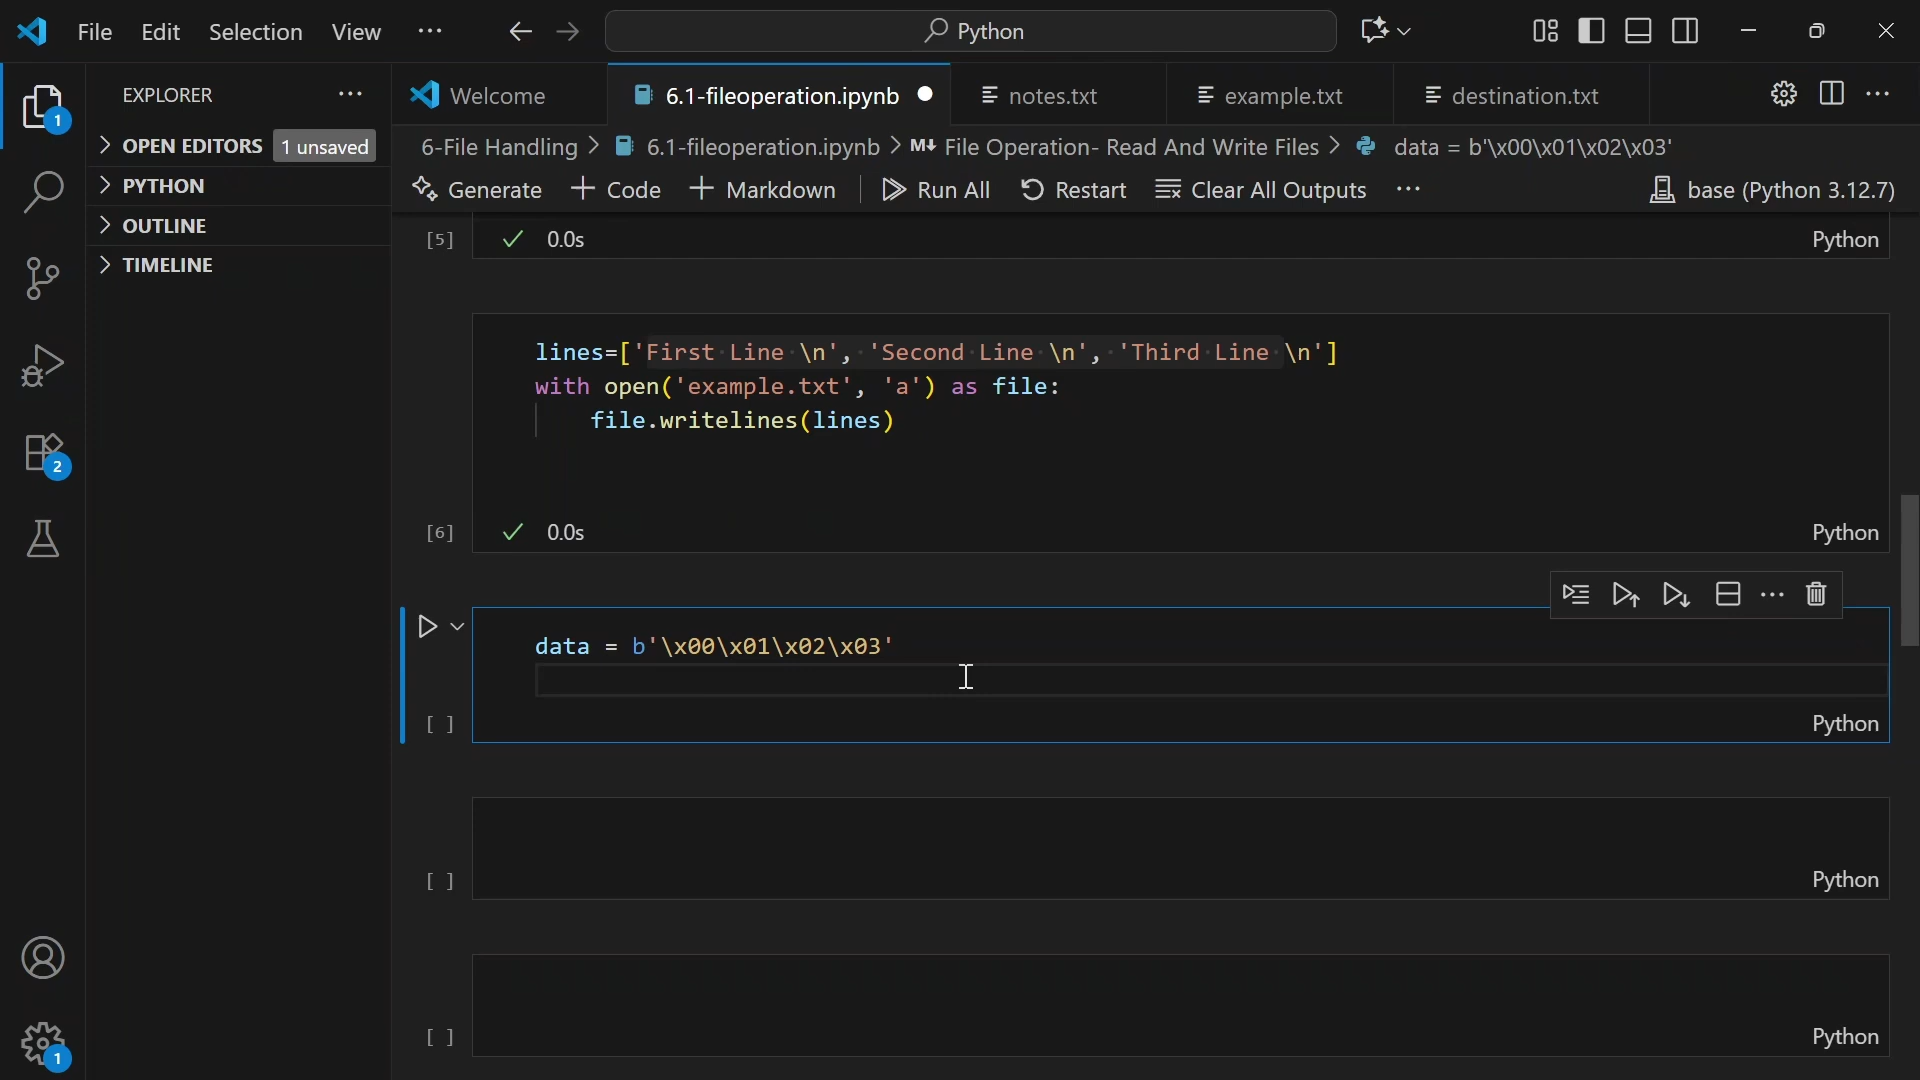 File Edit Selection View ··· Python
EXPLORER ···
OPEN EDITORS 1 unsaved
PYTHON
OUTLINE
TIMELINE
Welcome 6.1-fileoperation.ipynb notes.txt example.txt destination.txt ···
6-File Handling > 6.1-fileoperation.ipynb > M↓ File Operation- Read And Write Files > data = b'\x00\x01\x02\x03'
Generate + Code + Markdown Run All Restart Clear All Outputs ··· base (Python 3.12.7)
[5] 0.0s Python
lines=['First Line \n', 'Second Line \n', 'Third Line \n']
with open('example.txt', 'a') as file:
file.writelines(lines)
[6] 0.0s Python
data = b'\x00\x01\x02\x03'
[ ] Python
[ ] Python
[ ] Python
1
2
1